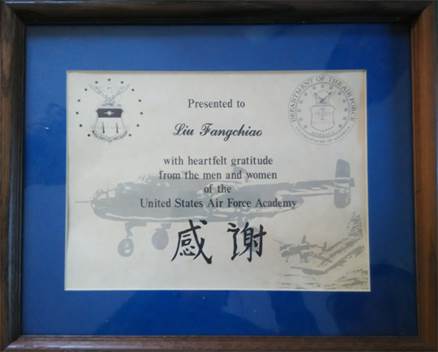 Presented to
Liu Fangchiao
with heartfelt gratitude
from the men and women
of the
United States Air Force Academy
感謝
DEPARTMENT OF THE AIR FORCE